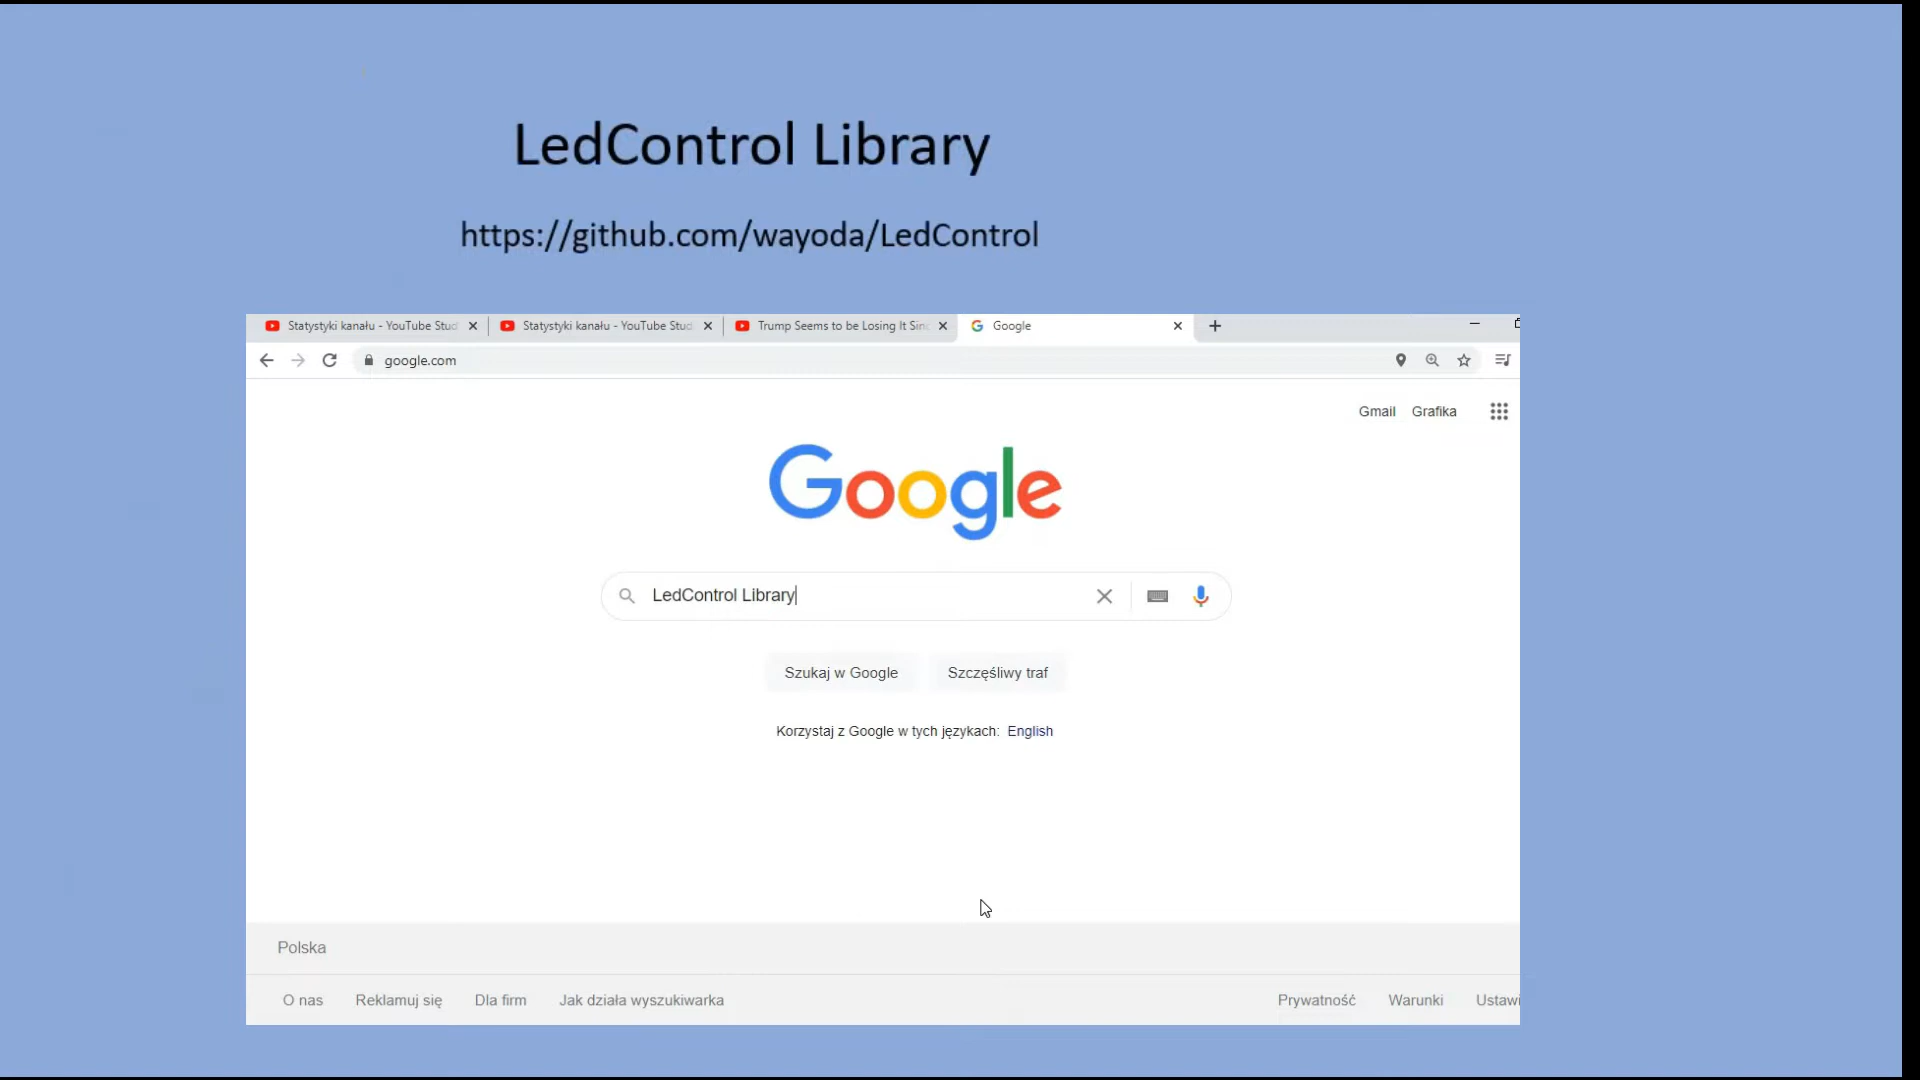 LedControl Library
https://github.com/wayoda/LedControl
Statystyki kanału - YouTube Stud
Statystyki kanału - YouTube Stud
Trump Seems to be Losing It Sinc
Google
google.com
Gmail Grafika
Google
LedControl Library
Szukaj w Google Szczęśliwy traf
Korzystaj z Google w tych językach: English
Polska
O nas Reklamuj się Dla firm Jak działa wyszukiwarka Prywatność Warunki Ustawi